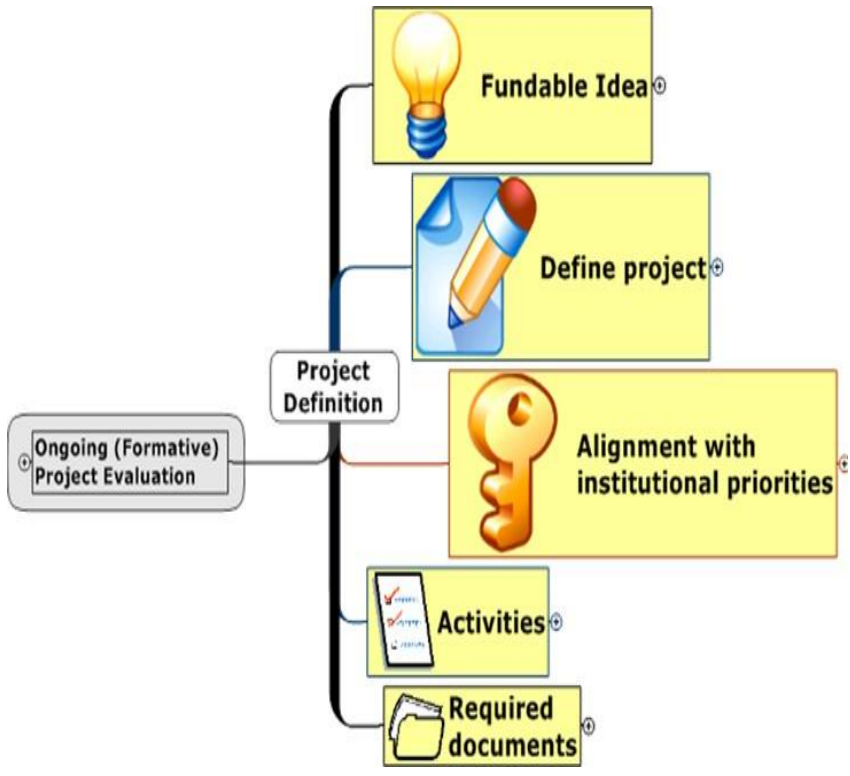 Fundable Idea
Define project
Project
Definition
Alignment with
institutional priorities
Ongoing (Formative)
Project Evaluation
Activities
Required
documents